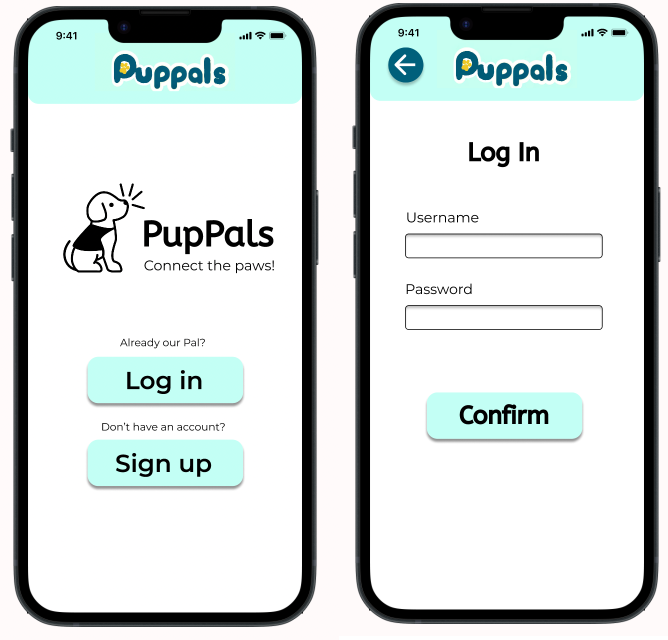 9:41
Puppals
PupPals
Connect the paws!
Already our Pal?
Log in
Don't have an account?
Sign up
9:41
Puppals
Log In
Username
Password
Confirm